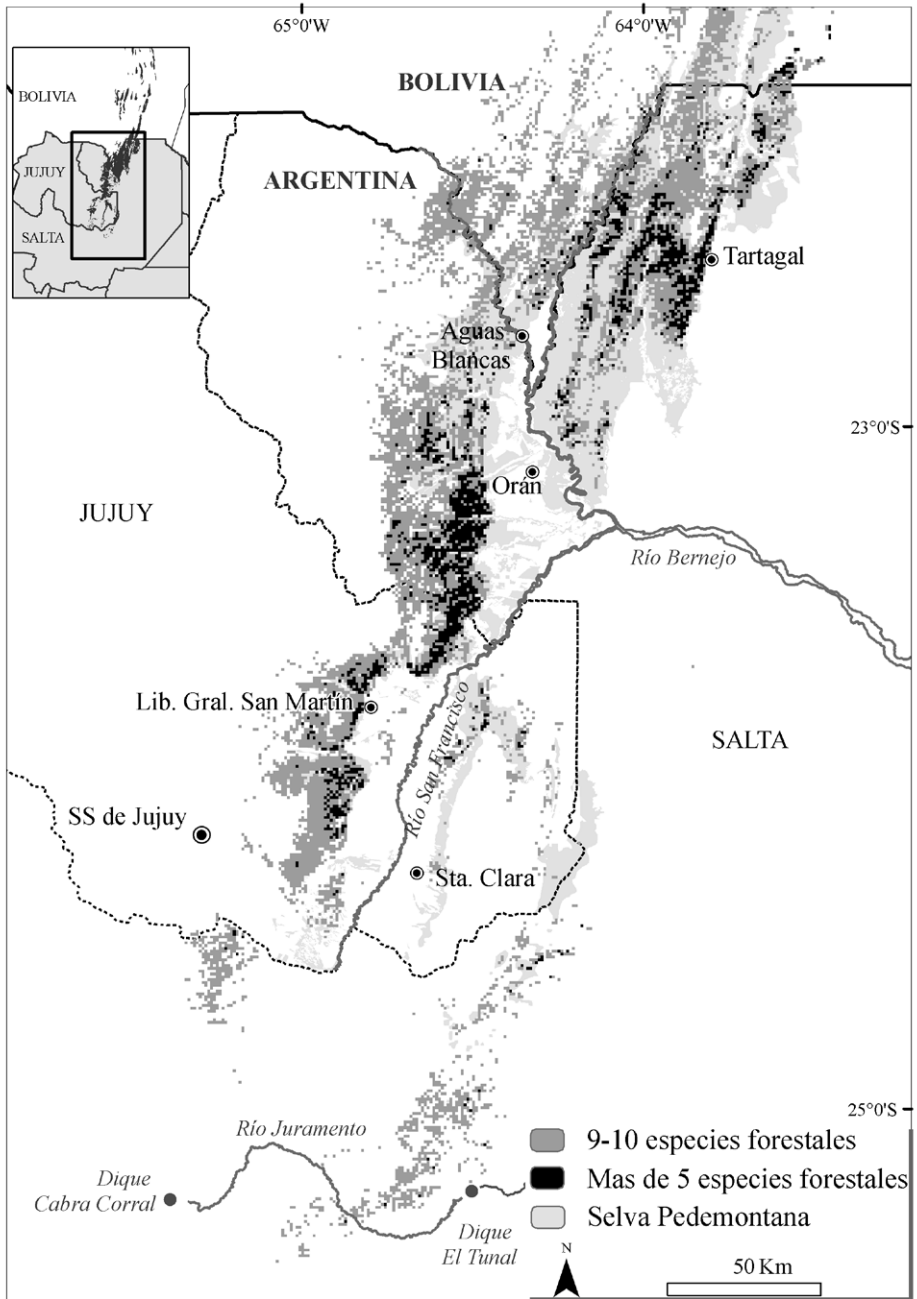 65°0'W
64°0'W
BOLIVIA
JUJUY
SALTA
BOLIVIA
ARGENTINA
Tartagal
Aguas
Blancas
23°0'S
Orán
JUJUY
Río Bernejo
Lib. Gral. San Martín
Río San Francisco
SALTA
SS de Jujuy
Sta. Clara
25°0'S
Río Juramento
9-10 especies forestales
Mas de 5 especies forestales
Selva Pedemontana
Dique
Cabra Corral
Dique
El Tunal
N
50 Km